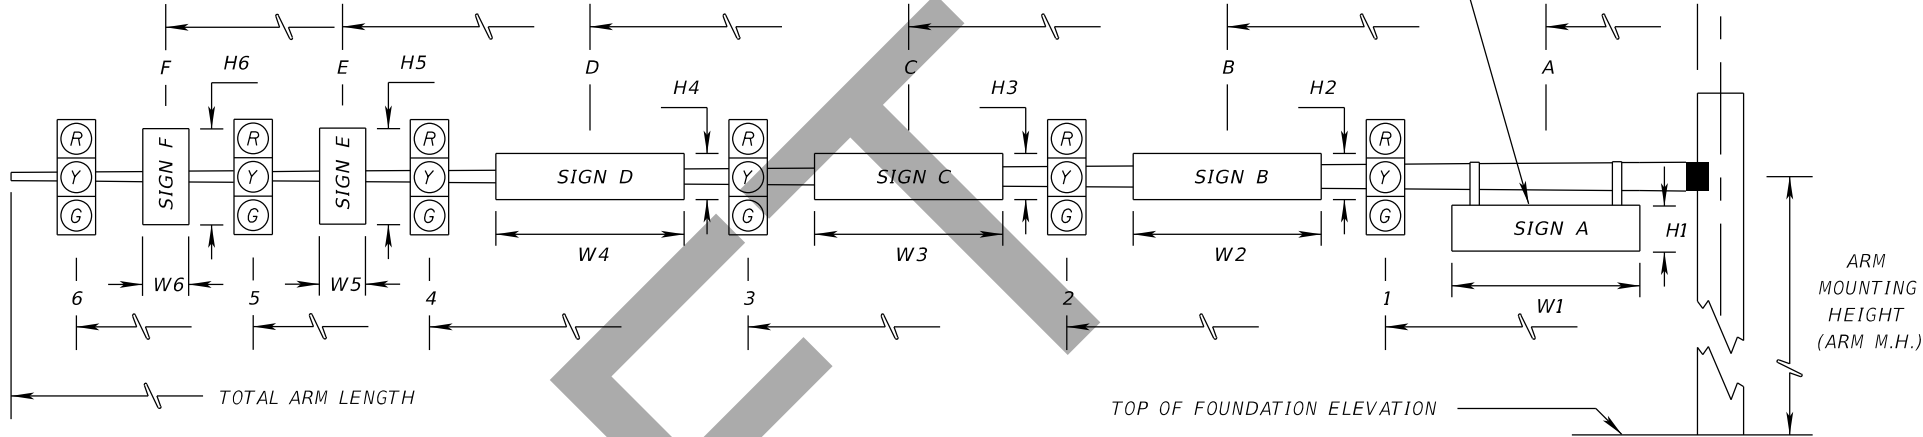 F E D C B A
H6 H5 H4 H3 H2
R R R R R R
Y SIGN F Y SIGN E Y SIGN D Y SIGN C Y SIGN B Y
G G G G G G
SIGN A H1
W4 W3 W2
W6 W5
6 5 4 3 2 1
W1
ARM
MOUNTING
HEIGHT
(ARM M.H.)
TOTAL ARM LENGTH
TOP OF FOUNDATION ELEVATION